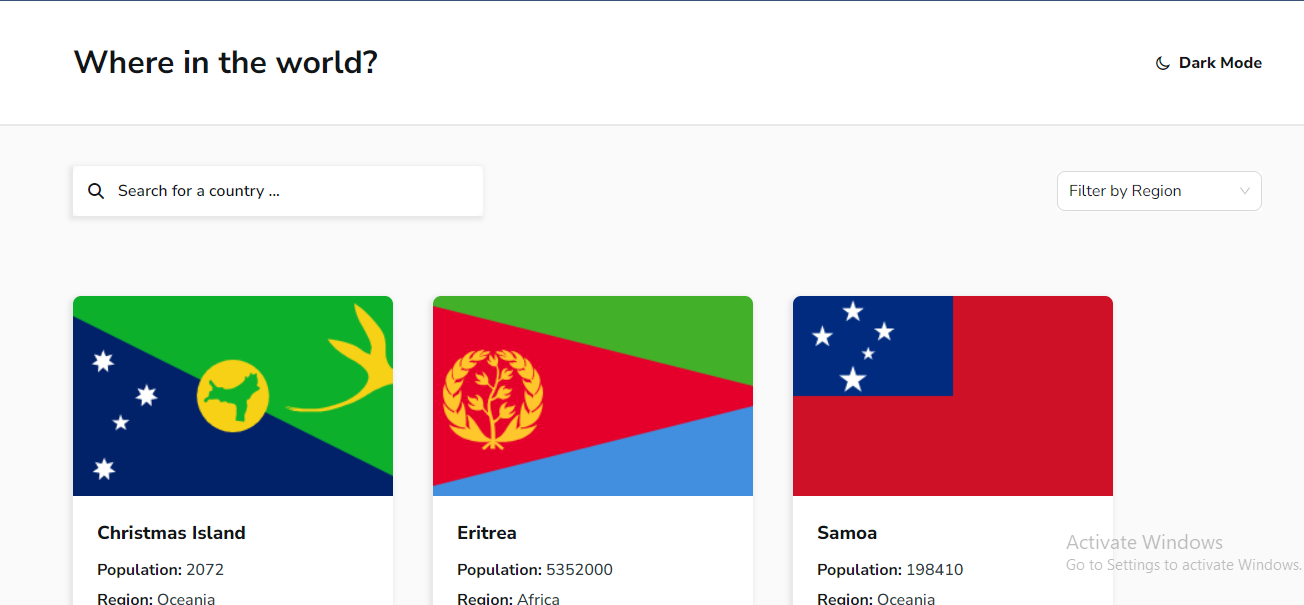 Where in the world?
Dark Mode
Search for a country ...
Filter by Region
Christmas Island
Population: 2072
Region: Oceania
Eritrea
Population: 5352000
Region: Africa
Samoa
Population: 198410
Region: Oceania
Activate Windows
Go to Settings to activate Windows.